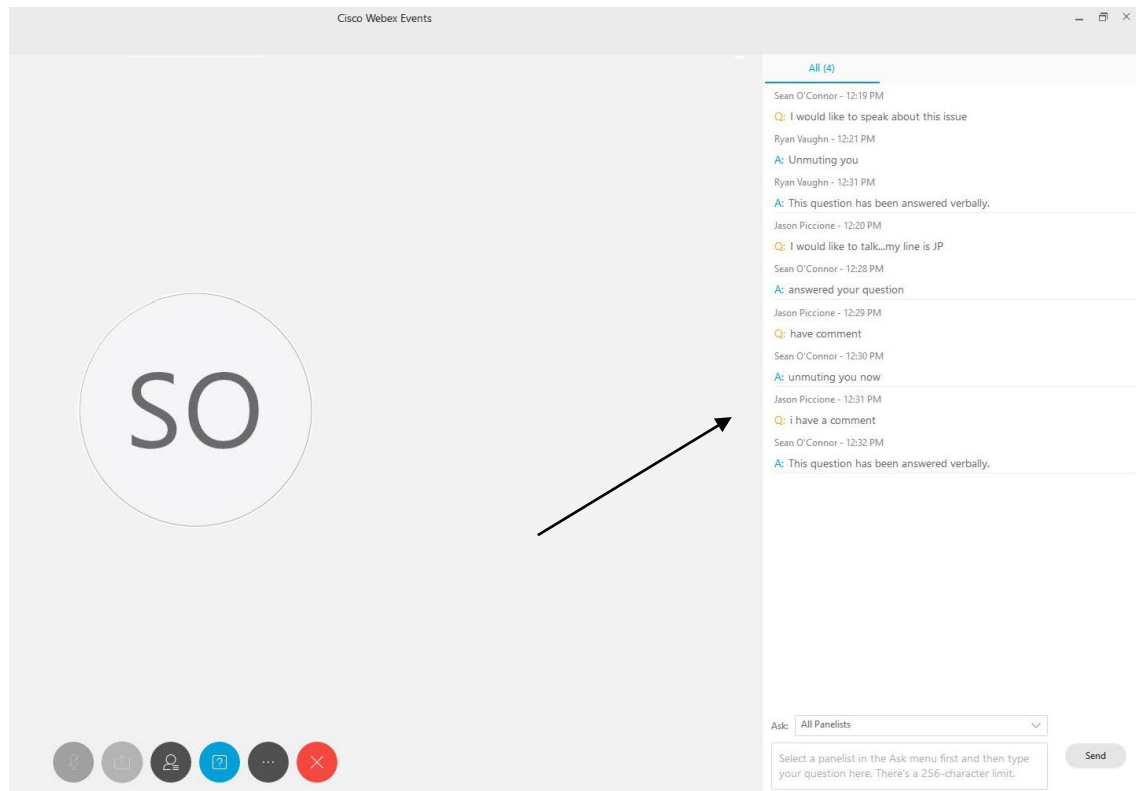 Cisco Webex Events
All (4)
Sean O'Connor - 12:19 PM
Q: I would like to speak about this issue
Ryan Vaughn - 12:21 PM
A: Unmuting you
Ryan Vaughn - 12:31 PM
A: This question has been answered verbally.
Jason Piccione - 12:20 PM
Q: I would like to talk...my line is JP
Sean O'Connor - 12:28 PM
A: answered your question
Jason Piccione - 12:29 PM
Q: have comment
Sean O'Connor - 12:30 PM
A: unmuting you now
Jason Piccione - 12:31 PM
Q: i have a comment
Sean O'Connor - 12:32 PM
A: This question has been answered verbally.
SO
Ask: All Panelists
Select a panelist in the Ask menu first and then type
your question here. There's a 256-character limit.
Send